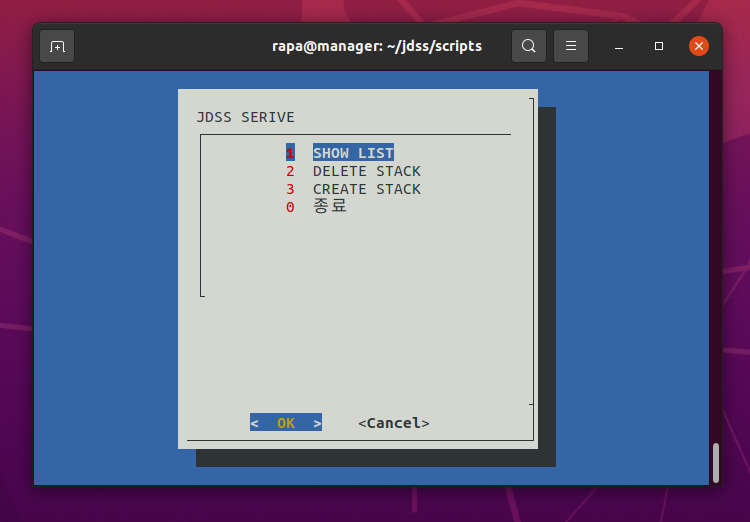 rapa@manager: ~/jdss/scripts
JDSS SERIVE
1 SHOW LIST
2 DELETE STACK
3 CREATE STACK
0 종료
< OK > <Cancel>